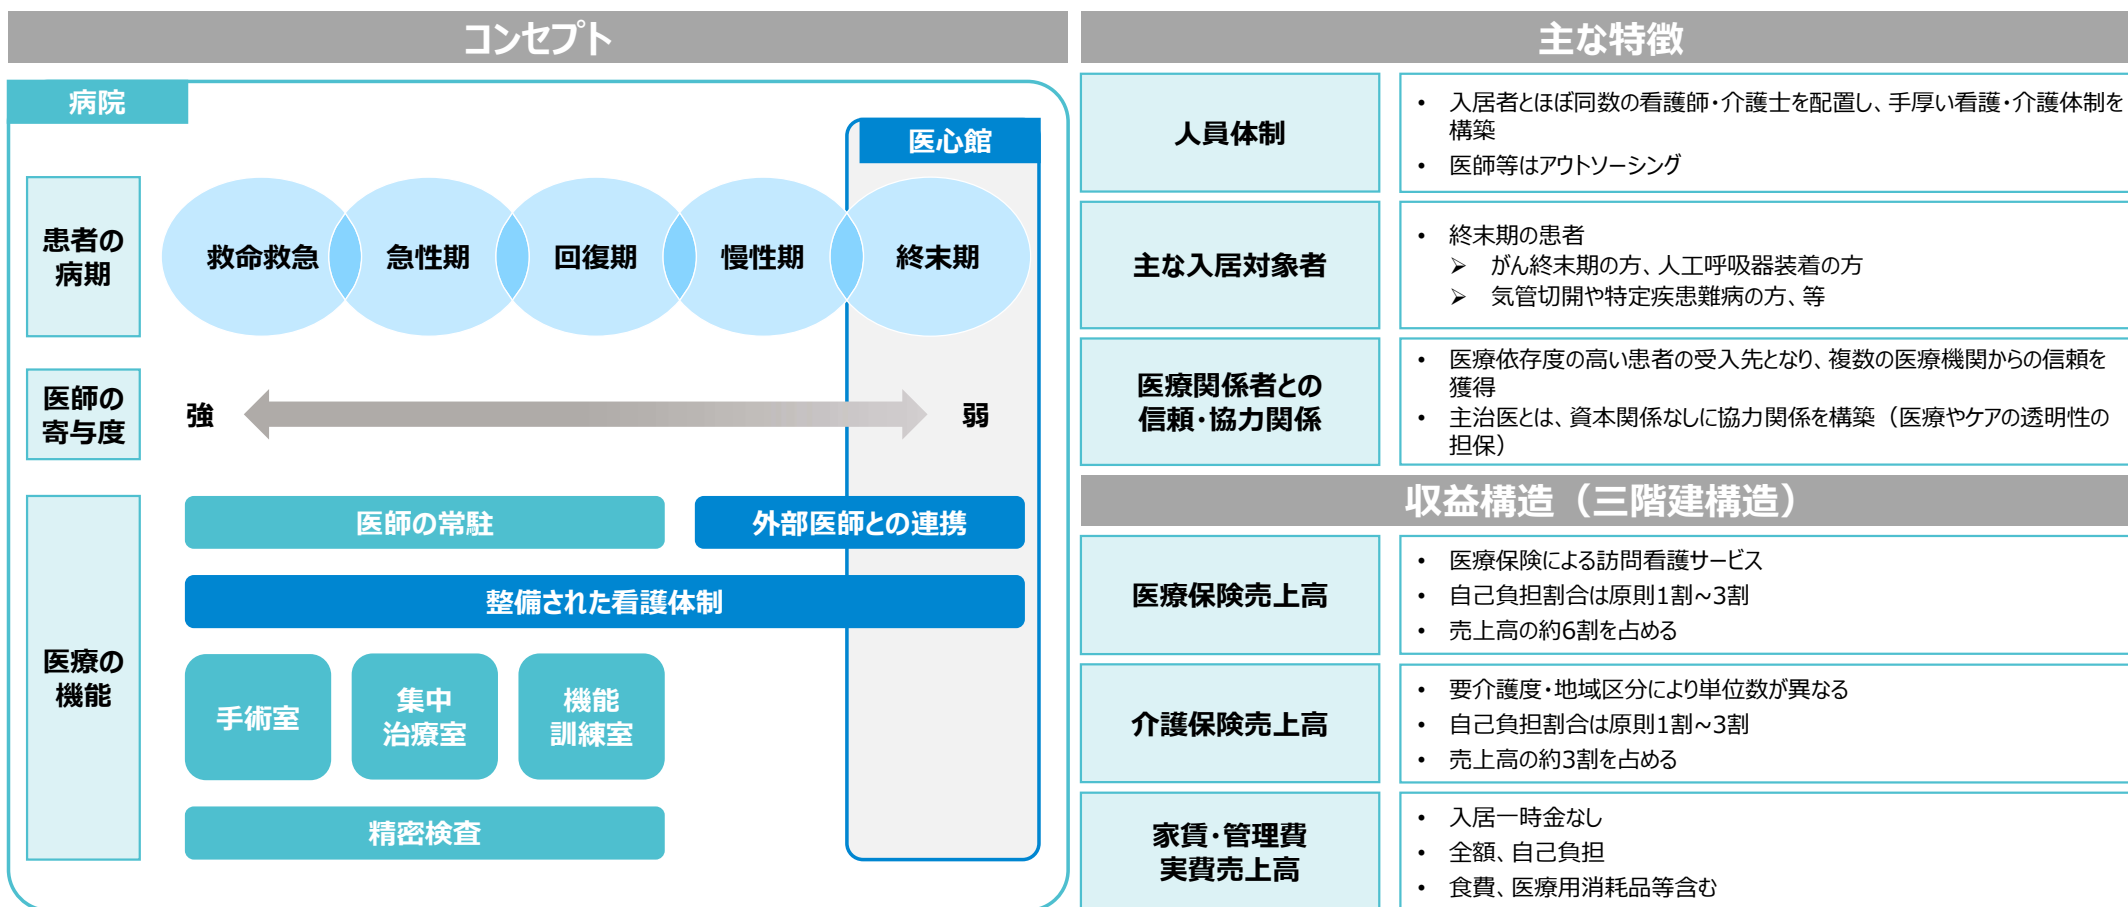 コンセプト
病院
医心館
患者の
病期
救命救急
急性期
回復期
慢性期
終末期
医師の
寄与度
強
弱
医療の
機能
医師の常駐
外部医師との連携
整備された看護体制
手術室
集中
治療室
機能
訓練室
精密検査
主な特徴
人員体制
• 入居者とほぼ同数の看護師・介護士を配置し、手厚い看護・介護体制を
構築
• 医師等はアウトソーシング
主な入居対象者
• 終末期の患者
➢ がん終末期の方、人工呼吸器装着の方
➢ 気管切開や特定疾患難病の方、等
医療関係者との
信頼・協力関係
• 医療依存度の高い患者の受入先となり、複数の医療機関からの信頼を
獲得
• 主治医とは、資本関係なしに協力関係を構築（医療やケアの透明性の
担保）
収益構造（三階建構造）
医療保険売上高
• 医療保険による訪問看護サービス
• 自己負担割合は原則1割~3割
• 売上高の約6割を占める
介護保険売上高
• 要介護度・地域区分により単位数が異なる
• 自己負担割合は原則1割~3割
• 売上高の約3割を占める
家賃・管理費
実費売上高
• 入居一時金なし
• 全額、自己負担
• 食費、医療用消耗品等含む